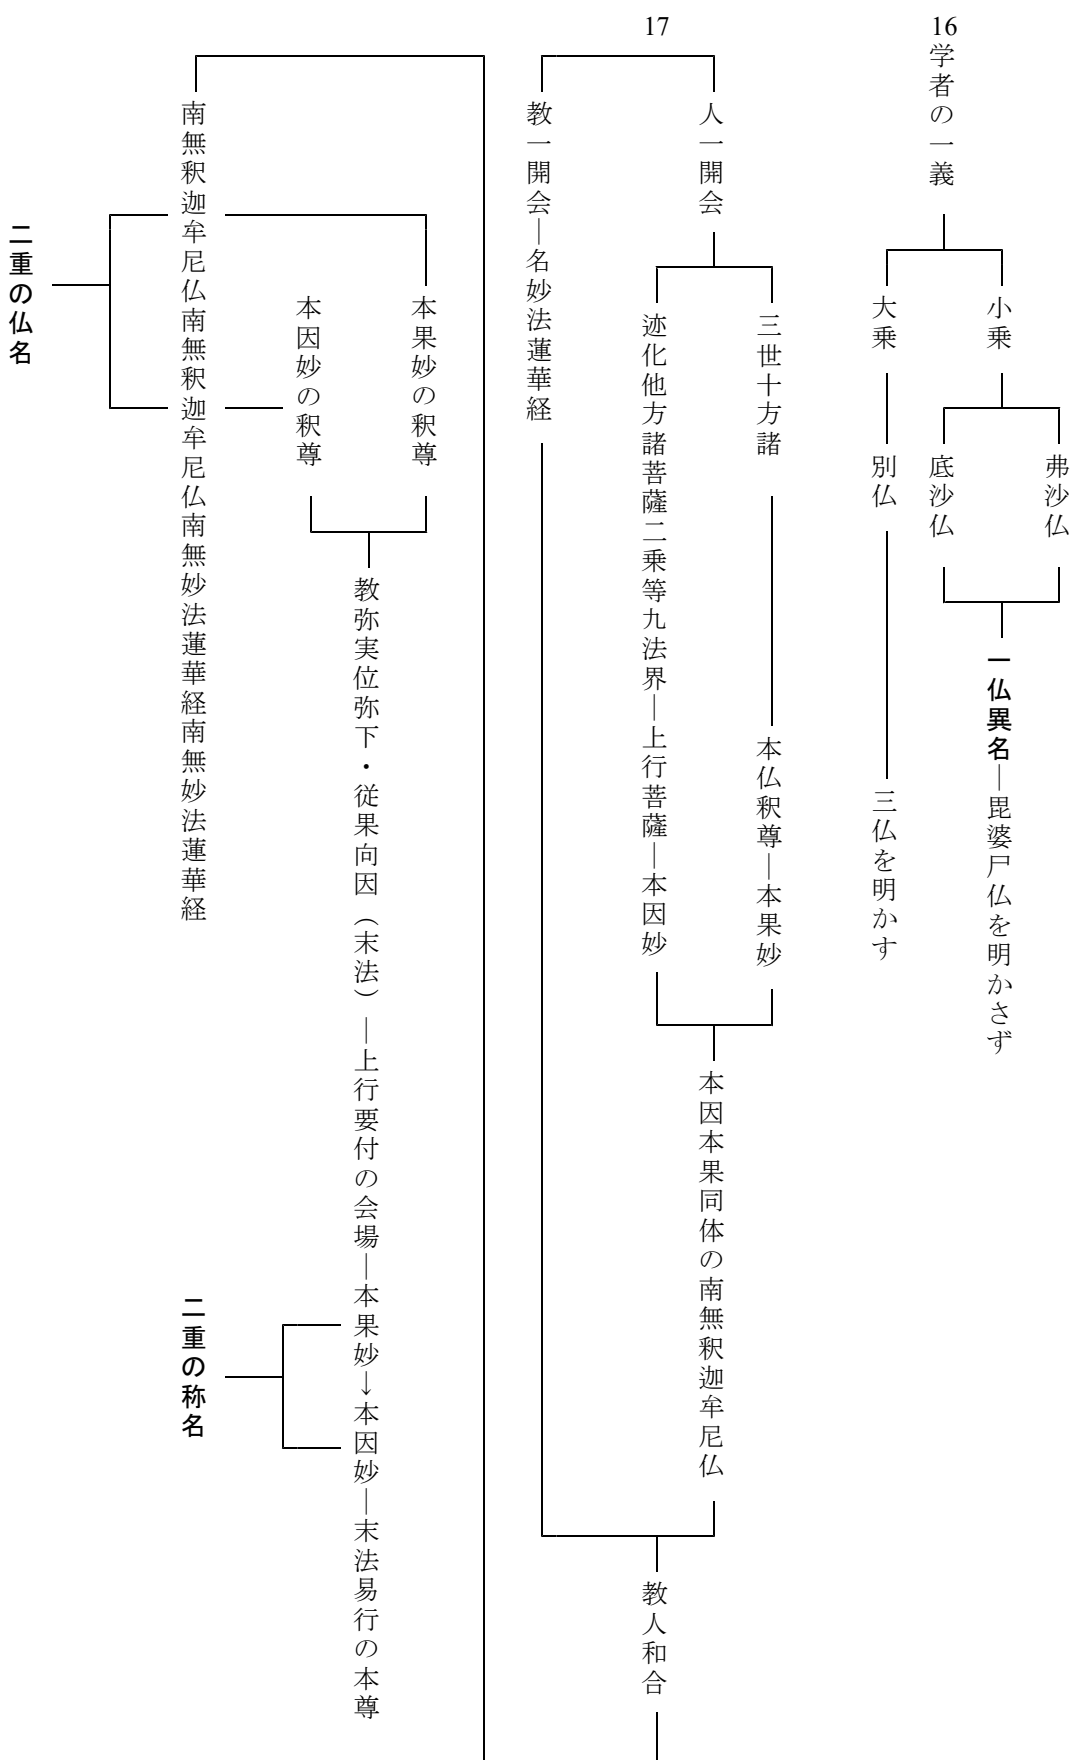 16
学者の一義
小乗
弗沙仏
底沙仏
一仏異名―毘婆尸仏を明かさず
大乗
別仏
三仏を明かす
17
人一開会
三世十方諸
本仏釈尊―本果妙
迹化他方諸菩薩二乗等九法界―上行菩薩―本因妙
本因本果同体の南無釈迦牟尼仏
教一開会―名妙法蓮華経
教人和合
本果妙の釈尊
本因妙の釈尊
教弥実位弥下・従果向因（末法）―上行要付の会場―本果妙→本因妙―末法易行の本尊
二重の称名
南無釈迦牟尼仏南無釈迦牟尼仏南無妙法蓮華経南無妙法蓮華経
二重の仏名